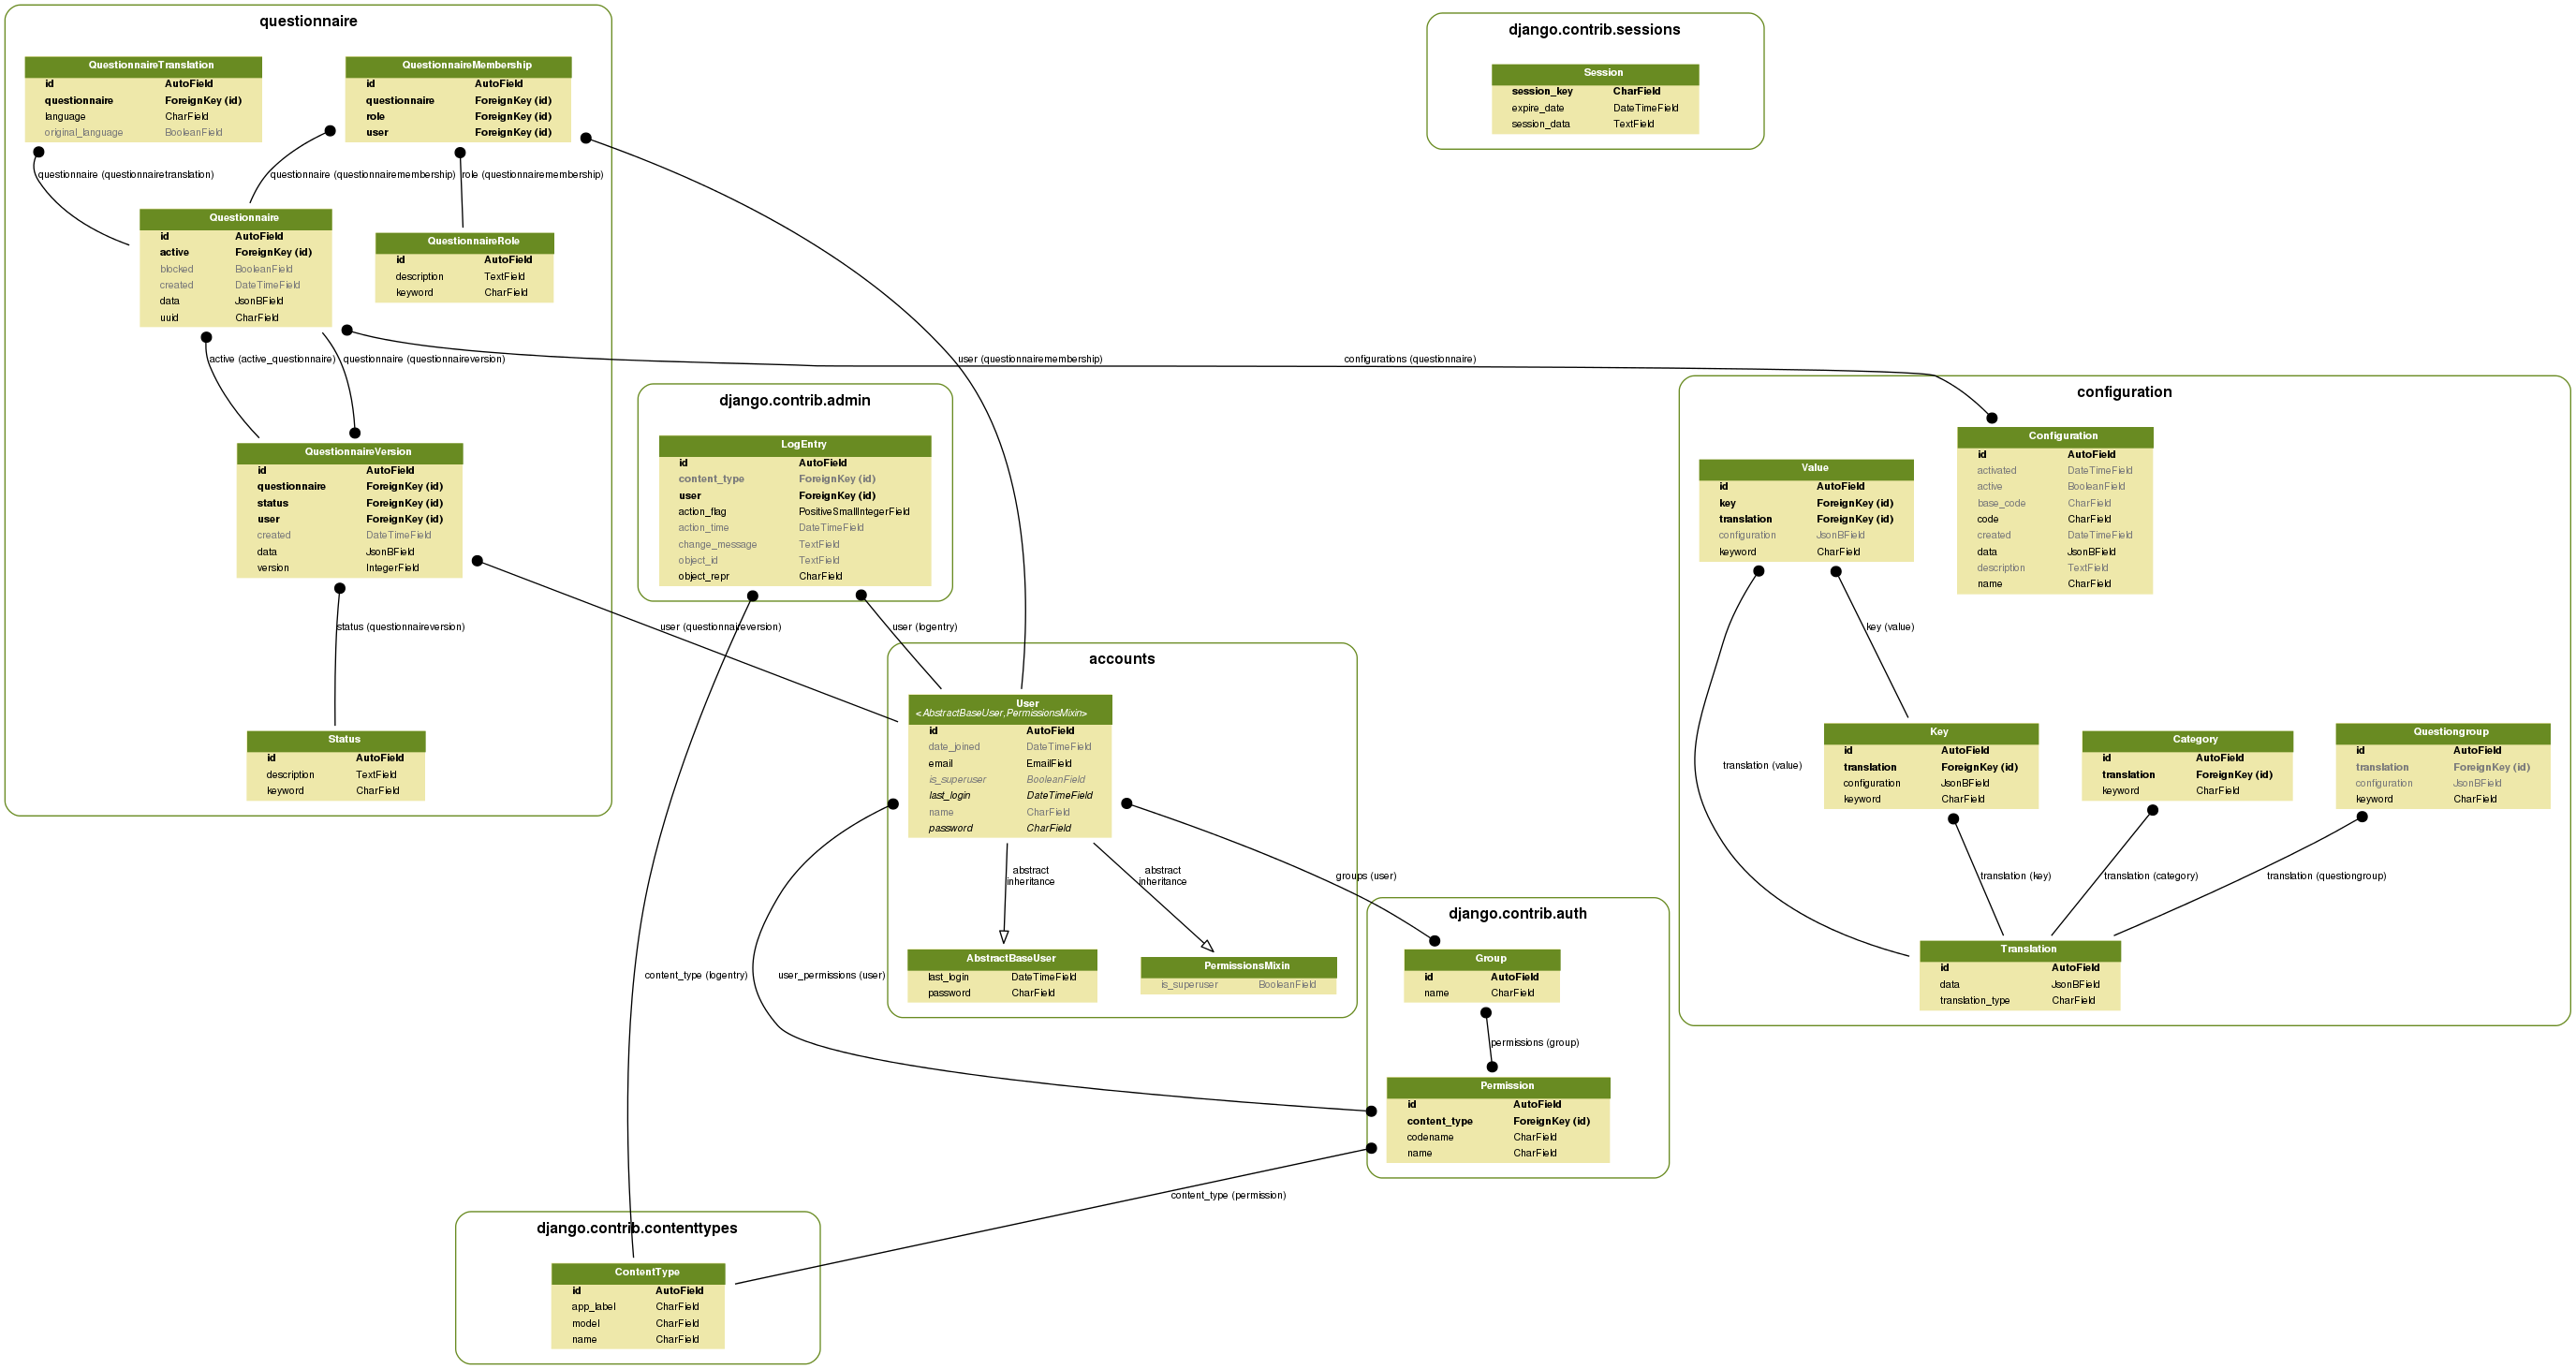 questionnaire
QuestionnaireTranslation
id AutoField
questionnaire ForeignKey (id)
language CharField
original_language BooleanField
QuestionnaireMembership
id AutoField
questionnaire ForeignKey (id)
role ForeignKey (id)
user ForeignKey (id)
questionnaire (questionnairetranslation)
questionnaire (questionnairemembership)
role (questionnairemembership)
Questionnaire
id AutoField
active ForeignKey (id)
blocked BooleanField
created DateTimeField
data JsonBField
uuid CharField
QuestionnaireRole
id AutoField
description TextField
keyword CharField
active (active_questionnaire)
questionnaire (questionnaireversion)
user (questionnairemembership)
configurations (questionnaire)
QuestionnaireVersion
id AutoField
questionnaire ForeignKey (id)
status ForeignKey (id)
user ForeignKey (id)
created DateTimeField
data JsonBField
version IntegerField
status (questionnaireversion)
user (questionnaireversion)
Status
id AutoField
description TextField
keyword CharField
django.contrib.sessions
Session
session_key CharField
expire_date DateTimeField
session_data TextField
django.contrib.admin
LogEntry
id AutoField
content_type ForeignKey (id)
user ForeignKey (id)
action_flag PositiveSmallIntegerField
action_time DateTimeField
change_message TextField
object_id TextField
object_repr CharField
user (logentry)
accounts
User
<AbstractBaseUser,PermissionsMixin>
id AutoField
date_joined DateTimeField
email EmailField
is_superuser BooleanField
last_login DateTimeField
name CharField
password CharField
abstract
inheritance
abstract
inheritance
groups (user)
AbstractBaseUser
last_login DateTimeField
password CharField
PermissionsMixin
is_superuser BooleanField
content_type (logentry)
user_permissions (user)
django.contrib.auth
Group
id AutoField
name CharField
permissions (group)
Permission
id AutoField
content_type ForeignKey (id)
codename CharField
name CharField
content_type (permission)
django.contrib.contenttypes
ContentType
id AutoField
app_label CharField
model CharField
name CharField
configuration
Value
id AutoField
key ForeignKey (id)
translation ForeignKey (id)
configuration JsonBField
keyword CharField
Configuration
id AutoField
activated DateTimeField
active BooleanField
base_code CharField
code CharField
created DateTimeField
data JsonBField
description TextField
name CharField
key (value)
translation (value)
Key
id AutoField
translation ForeignKey (id)
configuration JsonBField
keyword CharField
Category
id AutoField
translation ForeignKey (id)
keyword CharField
Questiongroup
id AutoField
translation ForeignKey (id)
configuration JsonBField
keyword CharField
translation (key)
translation (category)
translation (questiongroup)
Translation
id AutoField
data JsonBField
translation_type CharField